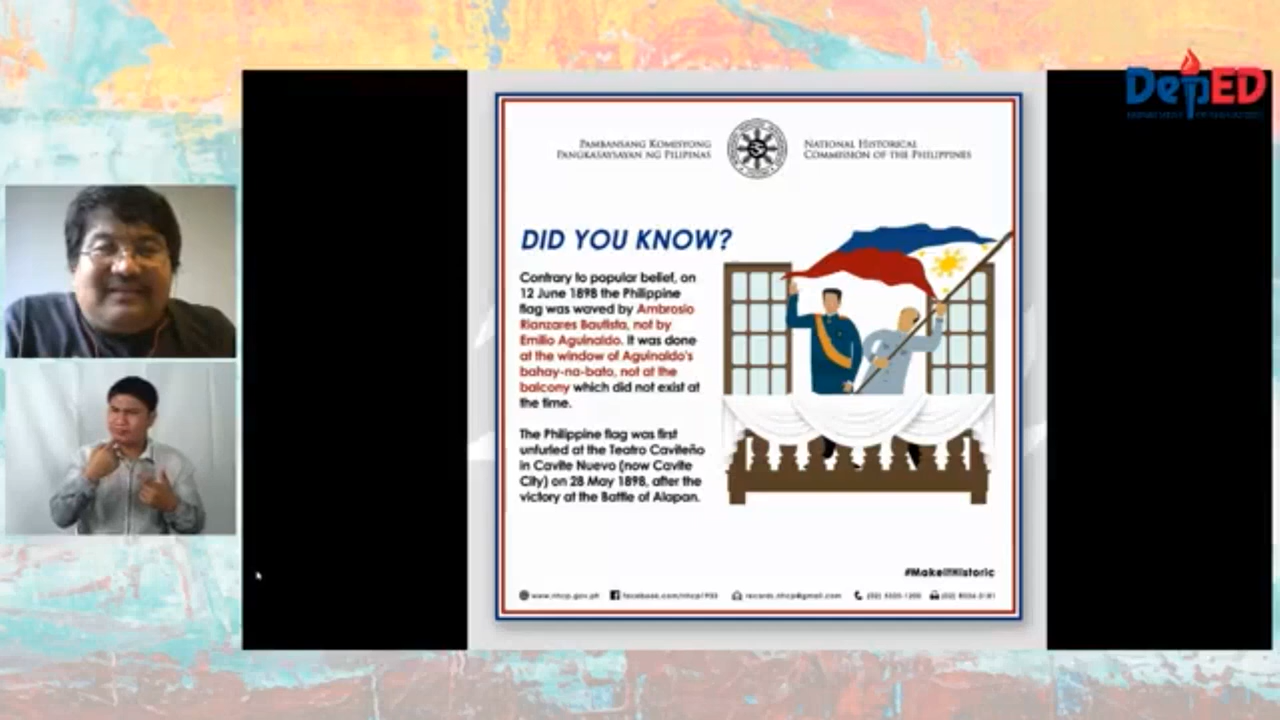 DepED
PAMBANSANG KOMISYONG
PANGKASAYSAYAN NG PILIPINAS
NATIONAL HISTORICAL
COMMISSION OF THE PHILIPPINES
DID YOU KNOW?
Contrary to popular belief, on
12 June 1898 the Philippine
flag was waved by Ambrosio
Rianzares Bautista, not by
Emilio Aguinaldo. It was done
at the window of Aguinaldo's
bahay-na-bato, not at the
balcony which did not exist at
the time.
The Philippine flag was first
unfurled at the Teatro Caviteño
in Cavite Nuevo (now Cavite
City) on 28 May 1898, after the
victory at the Battle of Alapan.
#MakeItHistoric
www.nhcp.gov.ph